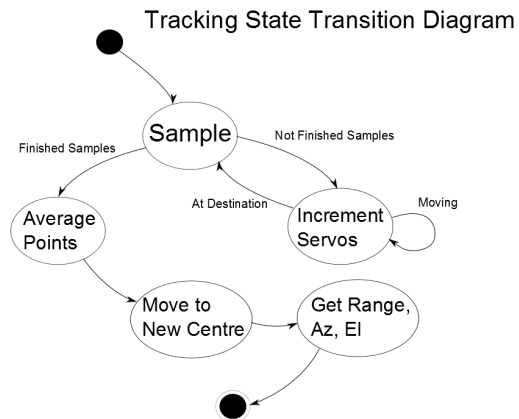 Tracking State Transition Diagram
Sample
Not Finished Samples
Finished Samples
At Destination
Moving
Average
Points
Increment
Servos
Move to
New Centre
Get Range,
Az, El